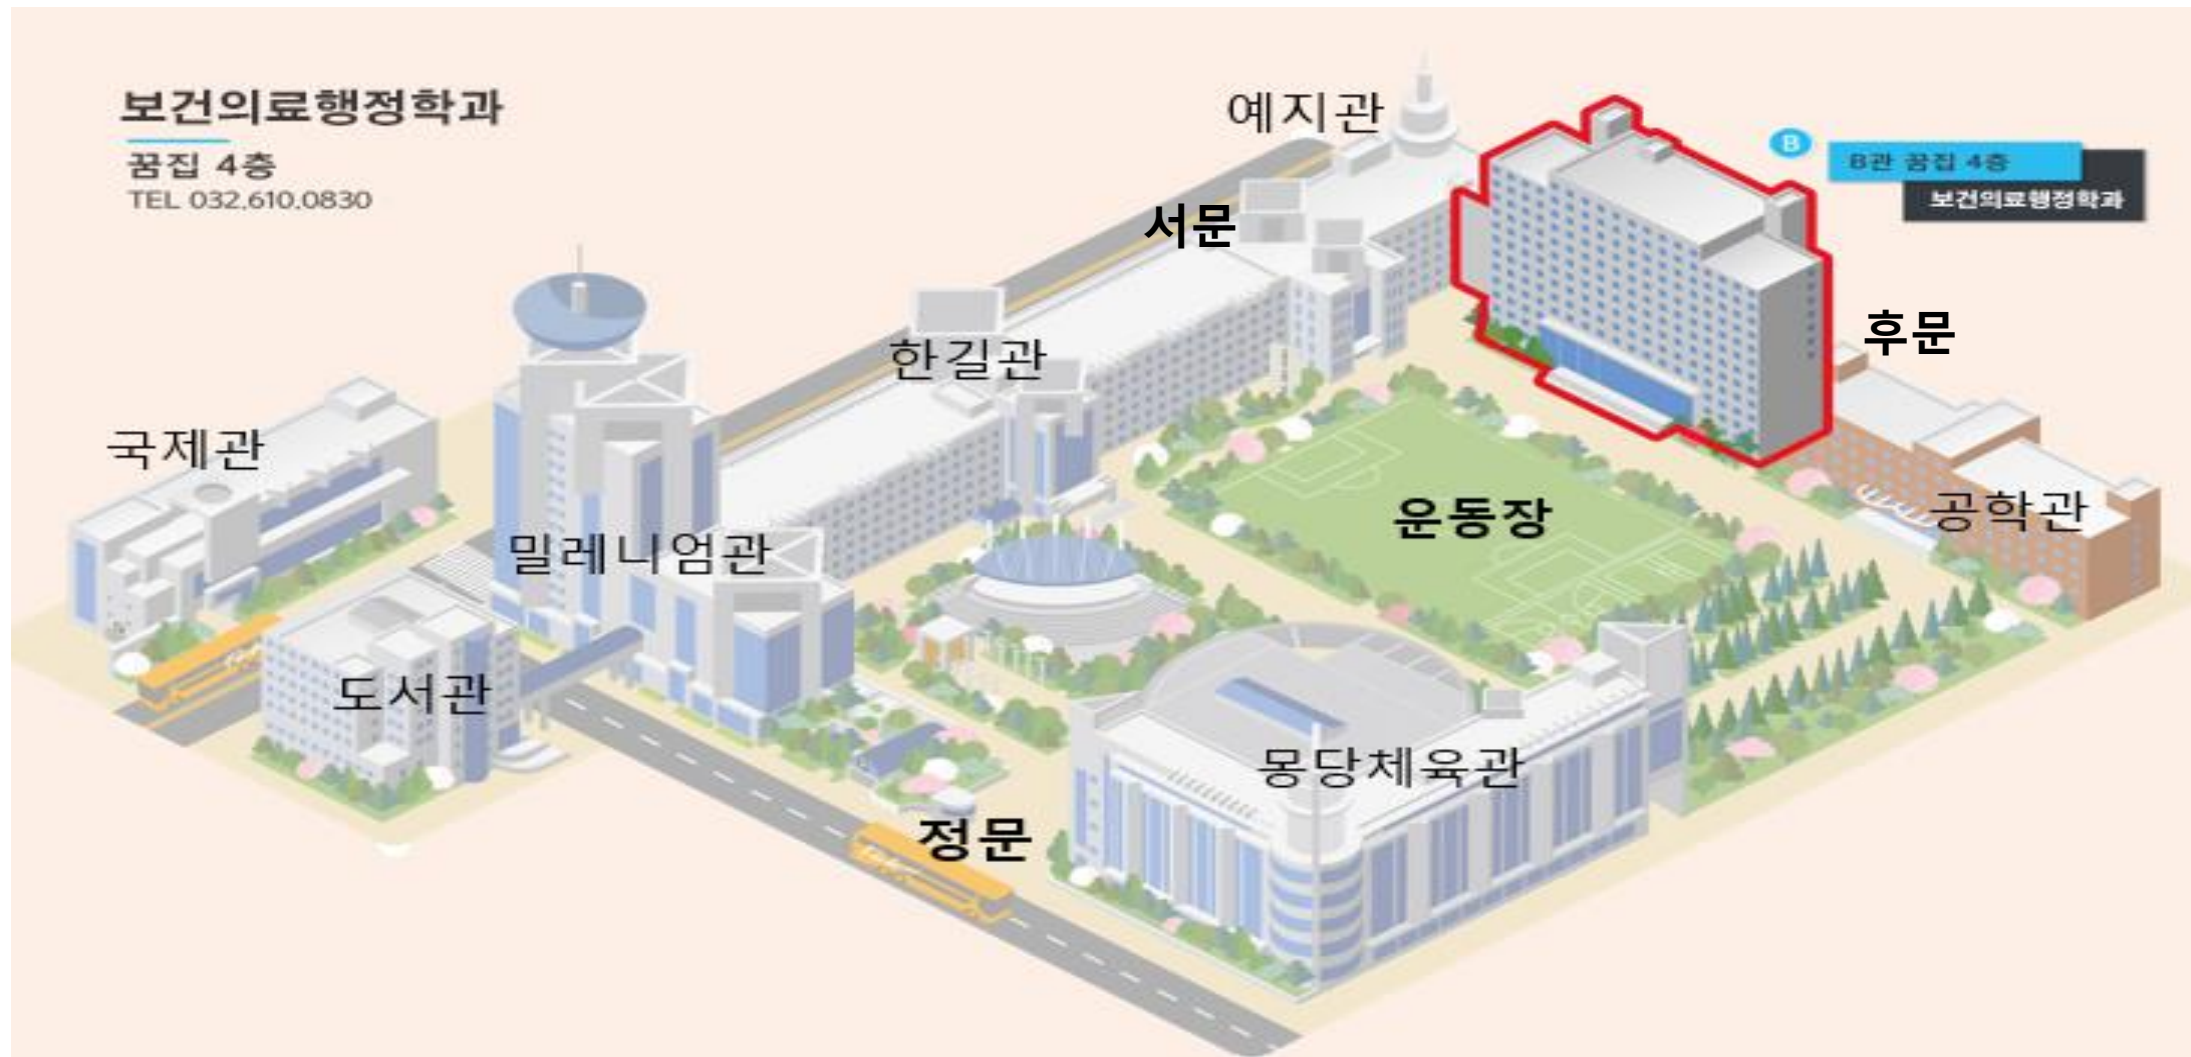 보건의료행정학과
꿈집 4층
TEL 032.610.0830
예지관
B
B관 꿈집 4층
보건의료행정학과
서문
후문
한길관
국제관
운동장
공학관
밀레니엄관
도서관
몽당체육관
정문